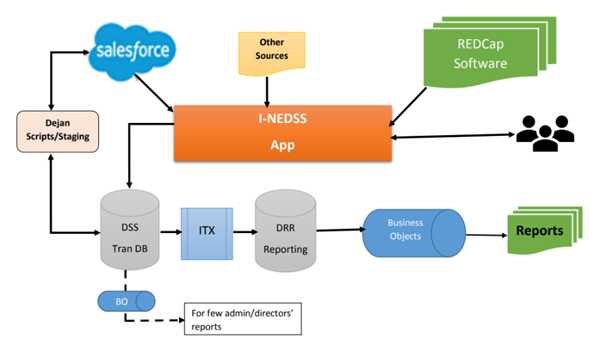 salesforce
Other
Sources
REDCap
Software
I-NEDSS
App
Dejan
Scripts/Staging
DSS
Tran DB
ITX
DRR
Reporting
Business
Objects
Reports
BO
For few admin/directors'
reports